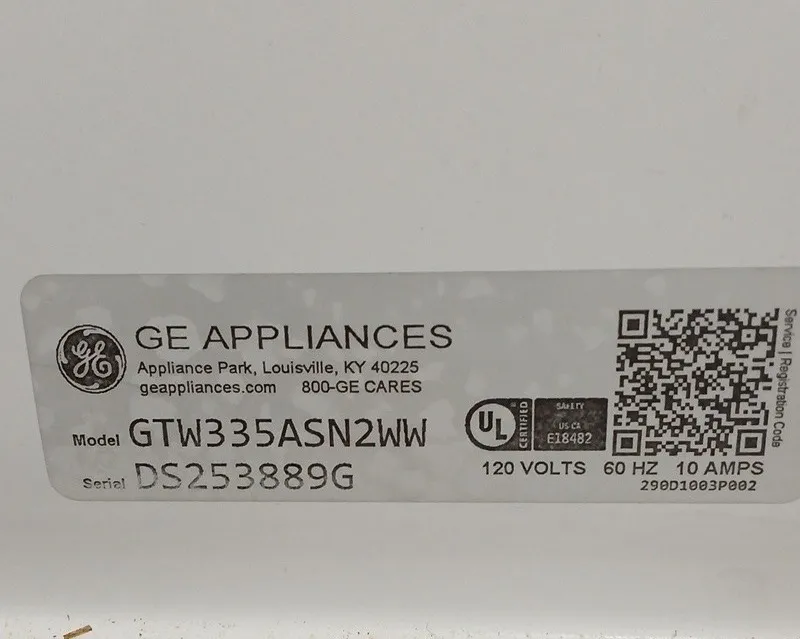 GE APPLIANCES
Appliance Park, Louisville, KY 40225
geappliances.com 800-GE CARES
Model GTW335ASN2WW
Serial DS253889G
UL CERTIFIED
SAFETY
US CA
E18482
120 VOLTS 60 HZ 10 AMPS
290D1003P002
Service | Registration Code